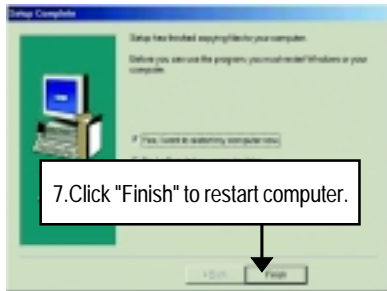 Setup Complete
Setup has finished copying files to your computer.
Before you can use the program, you must restart Windows or your
computer.
Yes, I want to restart my computer now.
7.Click "Finish" to restart computer.
Finish